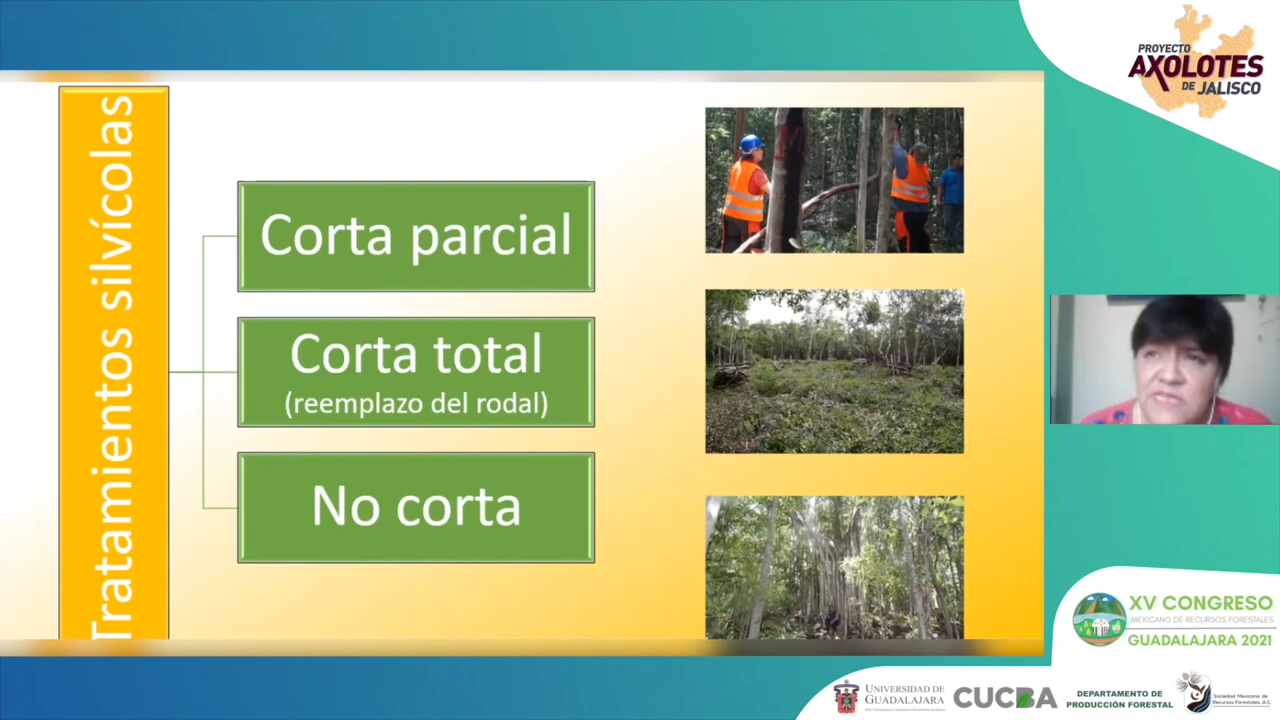 Tratamientos silvícolas
Corta parcial
Corta total
(reemplazo del rodal)
No corta
PROYECTO
AXOLOTES
DE JALISCO
XV CONGRESO
MEXICANO DE RECURSOS FORESTALES
GUADALAJARA 2021
UNIVERSIDAD DE
GUADALAJARA
CUCBA
DEPARTAMENTO DE
PRODUCCIÓN FORESTAL
Sociedad Mexicana de
Recursos Forestales, A.C.